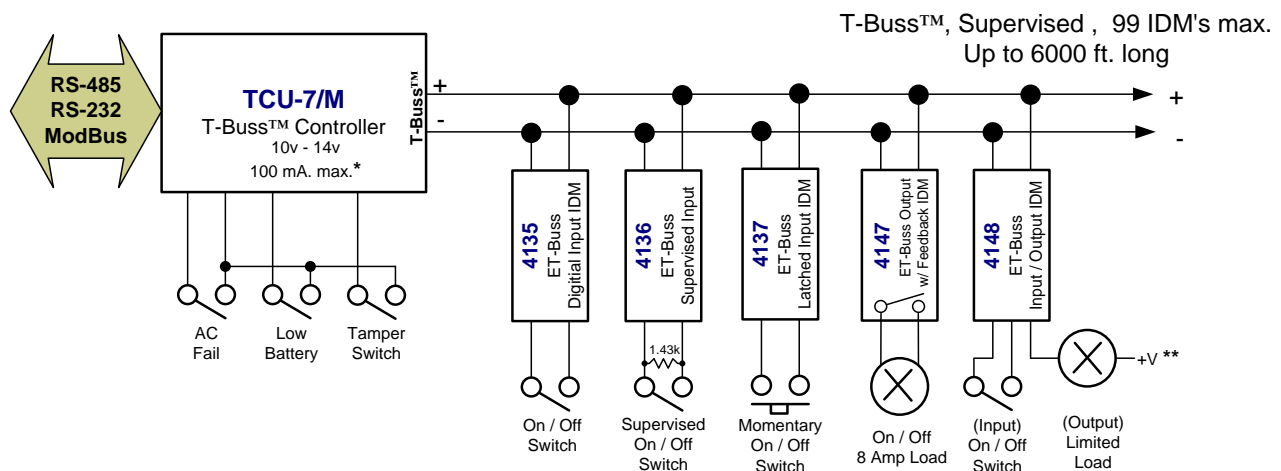 T-Buss™, Supervised , 99 IDM's max.
Up to 6000 ft. long
RS-485
RS-232
ModBus
TCU-7/M
T-Buss™ Controller
10v - 14v
100 mA. max.*
T-Buss™
+
-
+
-
4135
ET-Buss
Digitial Input IDM
4136
ET-Buss
Supervised Input
4137
ET-Buss
Latched Input IDM
4147
ET-Buss Output
w/ Feedback IDM
4148
ET-Buss
Input / Output IDM
AC
Fail
Low
Battery
Tamper
Switch
1.43k
On / Off
Switch
Supervised
On / Off
Switch
Momentary
On / Off
Switch
On / Off
8 Amp Load
(Input)
On / Off
Switch
(Output)
Limited
Load
+V **